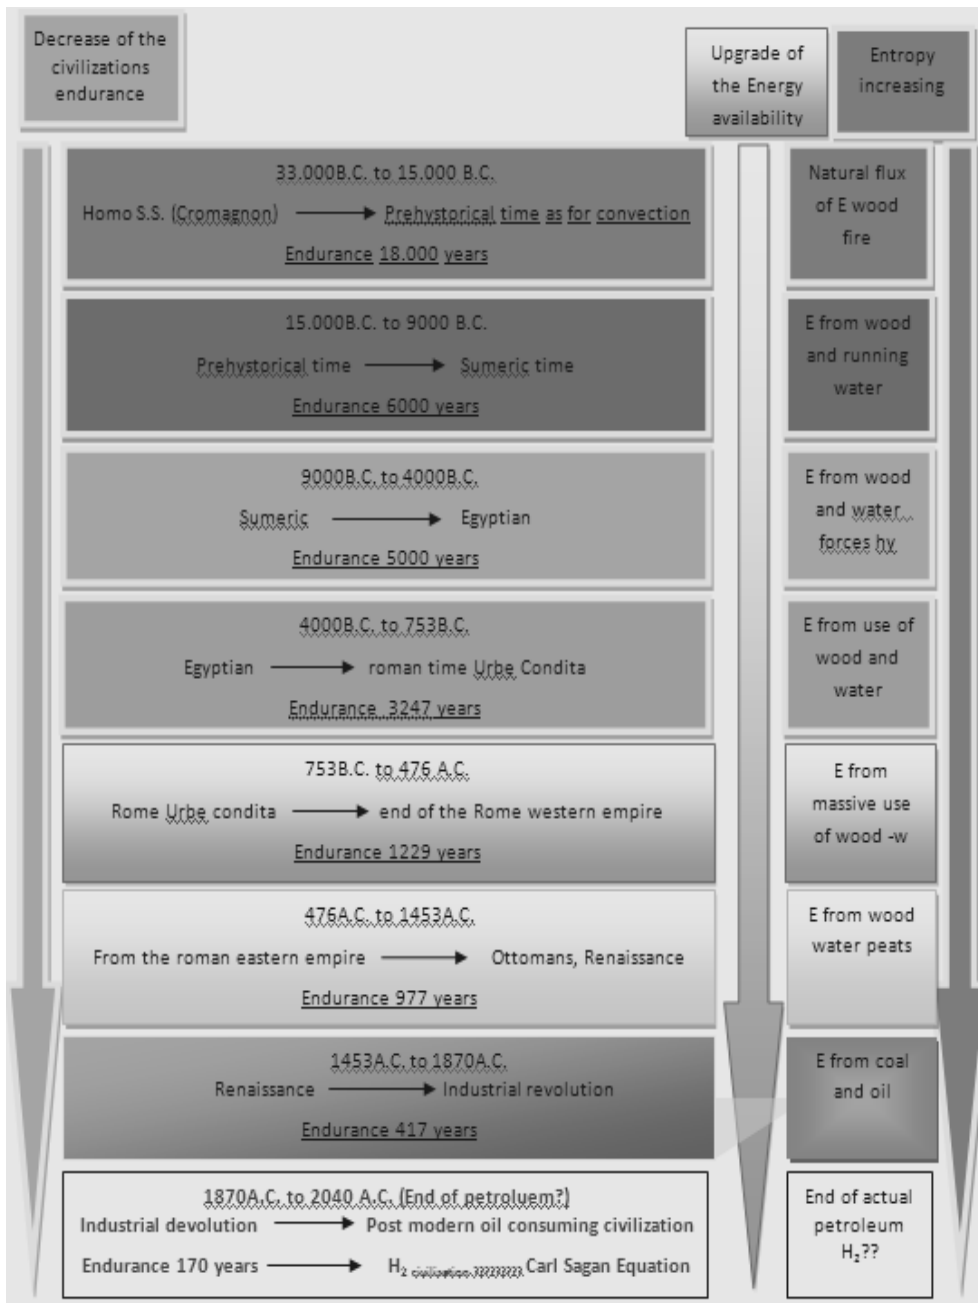 Decrease of the
civilizations
endurance
Upgrade of
the Energy
availability
Entropy
increasing
33.000B.C. to 15.000 B.C.
Homo S.S. (Cromagnon) → Prehystorical time as for convection
Endurance 18.000 years
Natural flux
of E wood
fire
15.000B.C. to 9000 B.C.
Prehystorical time → Sumeric time
Endurance 6000 years
E from wood
and running
water
9000B.C. to 4000B.C.
Sumeric → Egyptian
Endurance 5000 years
E from wood
and water
forces hy
4000B.C. to 753B.C.
Egyptian → roman time Urbe Condita
Endurance 3247 years
E from use of
wood and
water
753B.C. to 476 A.C.
Rome Urbe condita → end of the Rome western empire
Endurance 1229 years
E from
massive use
of wood -w
476A.C. to 1453A.C.
From the roman eastern empire → Ottomans, Renaissance
Endurance 977 years
E from wood
water peats
1453A.C. to 1870A.C.
Renaissance → Industrial revolution
Endurance 417 years
E from coal
and oil
1870A.C. to 2040 A.C. (End of petroluem?)
Industrial devolution → Post modern oil consuming civilization
Endurance 170 years → H₂ Carl Sagan Equation
End of actual
petroleum
H₂??